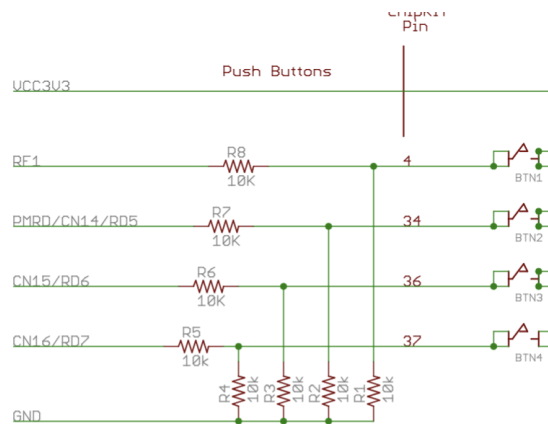 ChipKIT
Pin
Push Buttons
VCC3V3
RF1
R8
10K
4
BTN1
PMRD/CN14/RD5
R7
10K
34
BTN2
CN15/RD6
R6
10K
36
BTN3
CN16/RD7
R5
10k
37
BTN4
R4
10k
R3
10k
R2
10k
R1
10k
GND